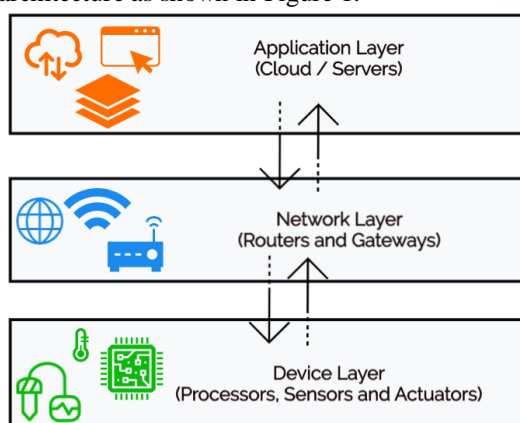 architecture as shown in Figure 1.
Application Layer
(Cloud / Servers)
Network Layer
(Routers and Gateways)
Device Layer
(Processors, Sensors and Actuators)